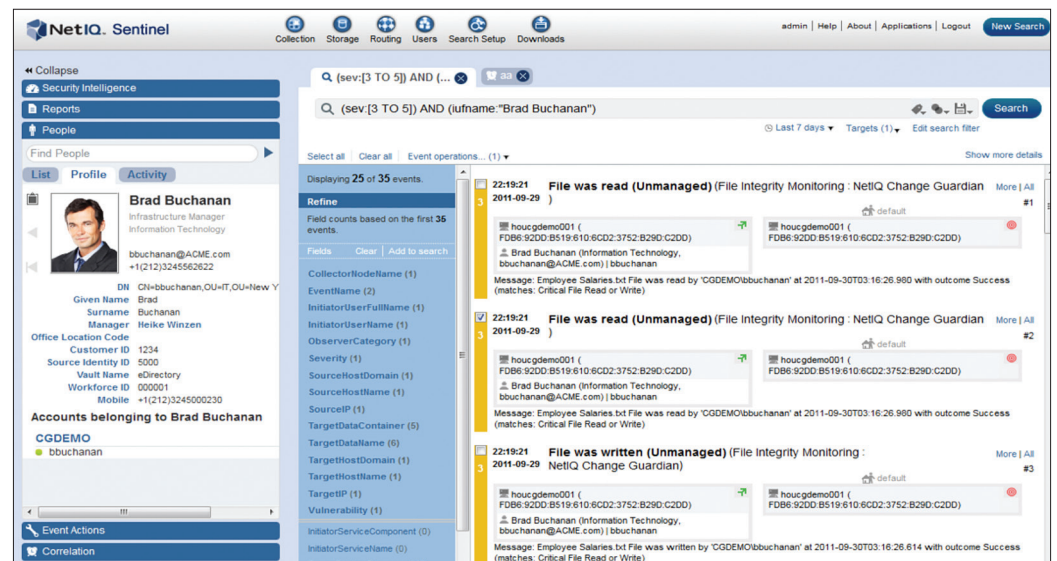 NetIQ. Sentinel
Collection Storage Routing Users Search Setup Downloads
admin | Help | About | Applications | Logout
New Search
Collapse
Security Intelligence
Reports
People
Find People
List Profile Activity
Brad Buchanan
Infrastructure Manager
Information Technology
bbuchanan@ACME.com
+1(212)3245562622
DN CN=bbuchanan,OU=IT,OU=New Y
Given Name Brad
Surname Buchanan
Manager Heike Winzen
Office Location Code
Customer ID 1234
Source Identity ID 5000
Vault Name eDirectory
Workforce ID 000001
Mobile +1(212)3245000230
Accounts belonging to Brad Buchanan
CGDEMO
bbuchanan
Event Actions
Correlation
(sev:[3 TO 5]) AND (...
aa
(sev:[3 TO 5]) AND (iufname:"Brad Buchanan")
Search
Last 7 days Targets (1) Edit search filter
Select all Clear all Event operations... (1)
Show more details
Displaying 25 of 35 events.
Refine
Field counts based on the first 35
events.
Fields Clear | Add to search
CollectorNodeName (1)
EventName (2)
InitiatorUserFullName (1)
InitiatorUserName (1)
ObserverCategory (1)
Severity (1)
SourceHostDomain (1)
SourceHostName (1)
SourceIP (1)
TargetDataContainer (5)
TargetDataName (6)
TargetHostDomain (1)
TargetHostName (1)
TargetIP (1)
Vulnerability (1)
InitiatorServiceComponent (0)
InitiatorServiceName (0)
3
22:19:21 File was read (Unmanaged) (File Integrity Monitoring : NetIQ Change Guardian More | All
2011-09-29 ) #1
default
houcgdemo001 (
FDB6:92DD:B519:610:6CD2:3752:B29D:C2DD)
Brad Buchanan (Information Technology,
bbuchanan@ACME.com) | bbuchanan
houcgdemo001 (
FDB6:92DD:B519:610:6CD2:3752:B29D:C2DD)
Message: Employee Salaries.txt File was read by 'CGDEMO\bbuchanan' at 2011-09-30T03:16:26.980 with outcome Success
(matches: Critical File Read or Write)
3
22:19:21 File was read (Unmanaged) (File Integrity Monitoring : NetIQ Change Guardian More | All
2011-09-29 ) #2
default
houcgdemo001 (
FDB6:92DD:B519:610:6CD2:3752:B29D:C2DD)
Brad Buchanan (Information Technology,
bbuchanan@ACME.com) | bbuchanan
houcgdemo001 (
FDB6:92DD:B519:610:6CD2:3752:B29D:C2DD)
Message: Employee Salaries.txt File was read by 'CGDEMO\bbuchanan' at 2011-09-30T03:16:26.980 with outcome Success
(matches: Critical File Read or Write)
3
22:19:21 File was written (Unmanaged) (File Integrity Monitoring : More | All
2011-09-29 NetIQ Change Guardian) #3
default
houcgdemo001 (
FDB6:92DD:B519:610:6CD2:3752:B29D:C2DD)
Brad Buchanan (Information Technology,
bbuchanan@ACME.com) | bbuchanan
houcgdemo001 (
FDB6:92DD:B519:610:6CD2:3752:B29D:C2DD)
Message: Employee Salaries.txt File was written by 'CGDEMO\bbuchanan' at 2011-09-30T03:16:26.614 with outcome Success
(matches: Critical File Read or Write)